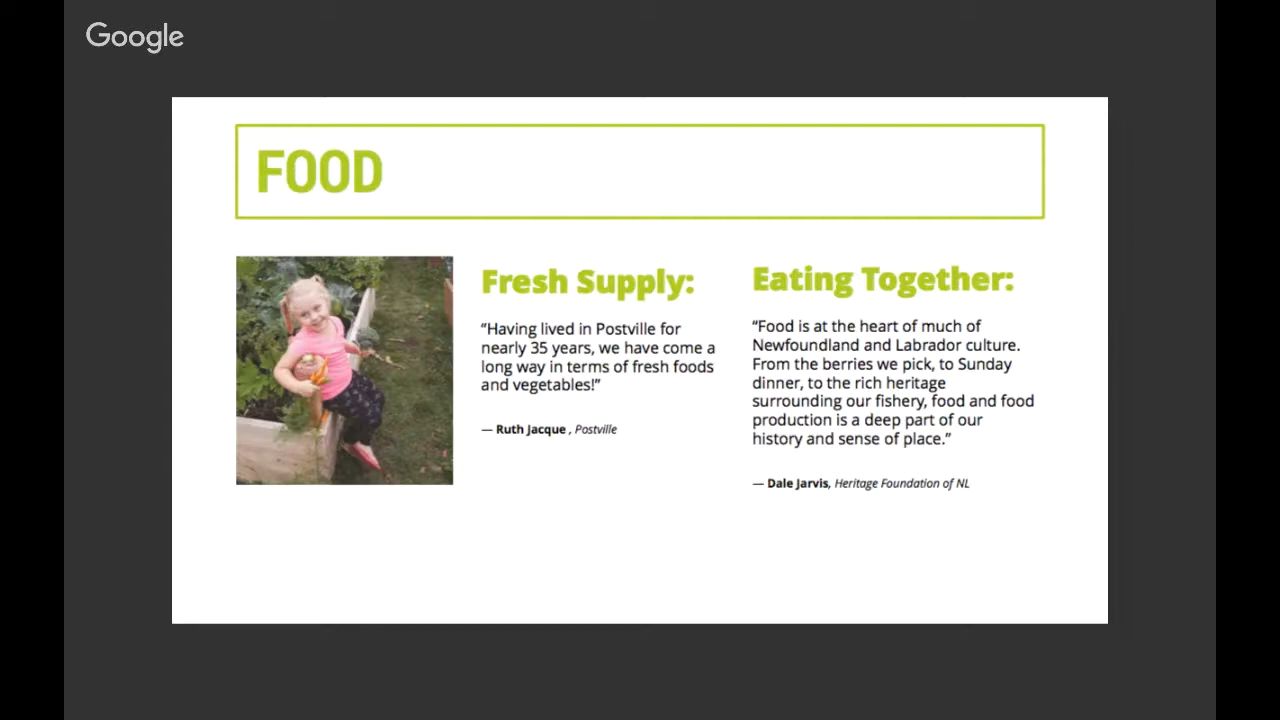 Google
FOOD
Fresh Supply:
“Having lived in Postville for
nearly 35 years, we have come a
long way in terms of fresh foods
and vegetables!”
— Ruth Jacque , Postville
Eating Together:
“Food is at the heart of much of
Newfoundland and Labrador culture.
From the berries we pick, to Sunday
dinner, to the rich heritage
surrounding our fishery, food and food
production is a deep part of our
history and sense of place.”
— Dale Jarvis, Heritage Foundation of NL